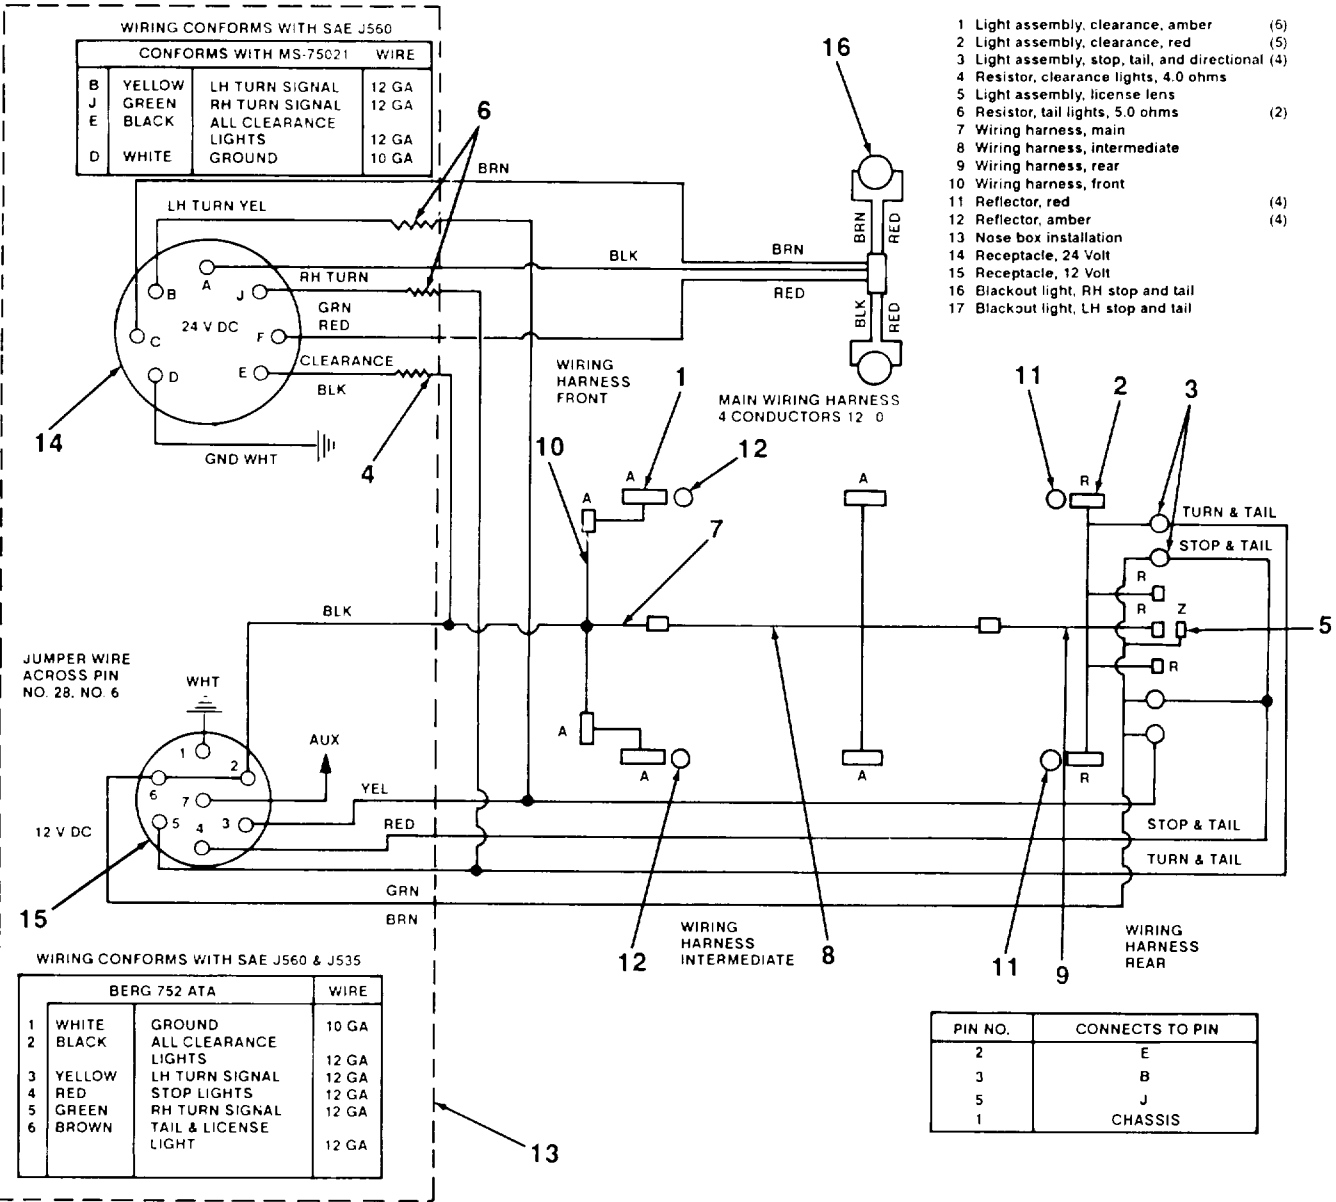 WIRING CONFORMS WITH SAE J560
CONFORMS WITH MS-75021 WIRE
B YELLOW LH TURN SIGNAL 12 GA
J GREEN RH TURN SIGNAL 12 GA
E BLACK ALL CLEARANCE
LIGHTS 12 GA
D WHITE GROUND 10 GA
1 Light assembly, clearance, amber (6)
2 Light assembly, clearance, red (5)
3 Light assembly, stop, tail, and directional (4)
4 Resistor, clearance lights, 4.0 ohms
5 Light assembly, license lens
6 Resistor, tail lights, 5.0 ohms (2)
7 Wiring harness, main
8 Wiring harness, intermediate
9 Wiring harness, rear
10 Wiring harness, front
11 Reflector, red (4)
12 Reflector, amber (4)
13 Nose box installation
14 Receptacle, 24 Volt
15 Receptacle, 12 Volt
16 Blackout light, RH stop and tail
17 Blackout light, LH stop and tail
16
6
BRN
LH TURN YEL
BRN
RED
BLK
BRN
A
RH TURN
B
J
GRN
RED
RED
24 V DC
F
C
BLK
RED
CLEARANCE
D
E
BLK
14
GND WHT
4
WIRING
HARNESS
FRONT
1
MAIN WIRING HARNESS
4 CONDUCTORS 12 0
11
2
3
10
12
A
A
A
R
TURN & TAIL
STOP & TAIL
7
R
R
Z
5
R
BLK
JUMPER WIRE
ACROSS PIN
NO. 28, NO. 6
WHT
A
A
A
R
1
2
AUX
6
7
YEL
5
4
3
RED
12 V DC
STOP & TAIL
TURN & TAIL
GRN
BRN
15
12
WIRING
HARNESS
INTERMEDIATE
8
11
9
WIRING
HARNESS
REAR
WIRING CONFORMS WITH SAE J560 & J535
BERG 752 ATA WIRE
1 WHITE GROUND 10 GA
2 BLACK ALL CLEARANCE
LIGHTS 12 GA
3 YELLOW LH TURN SIGNAL 12 GA
4 RED STOP LIGHTS 12 GA
5 GREEN RH TURN SIGNAL 12 GA
6 BROWN TAIL & LICENSE
LIGHT 12 GA
13
PIN NO. CONNECTS TO PIN
2 E
3 B
5 J
1 CHASSIS